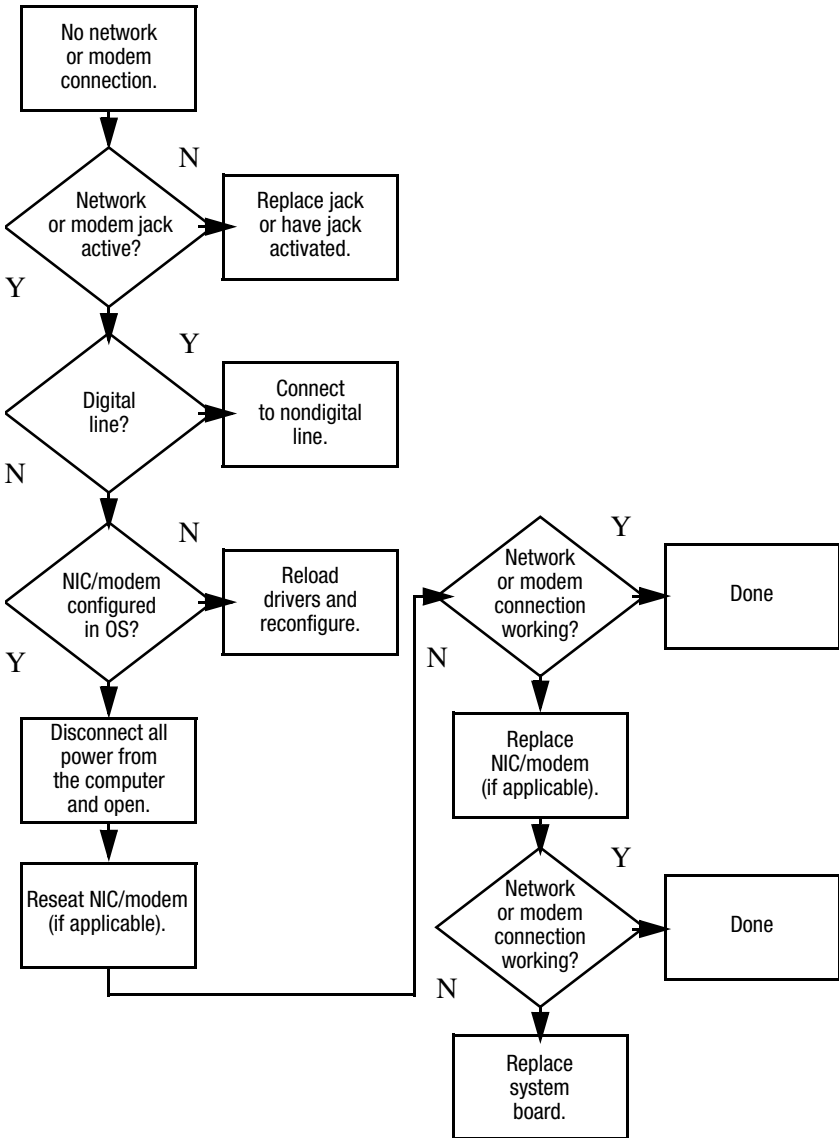 No network
or modem
connection.
N
Network
or modem jack
active?
Replace jack
or have jack
activated.
Y
Y
Digital
line?
Connect
to nondigital
line.
N
N
NIC/modem
configured
in OS?
Reload
drivers and
reconfigure.
Y
Disconnect all
power from
the computer
and open.
Reseat NIC/modem
(if applicable).
Y
Network
or modem
connection
working?
Done
N
Replace
NIC/modem
(if applicable).
Y
Network
or modem
connection
working?
Done
N
Replace
system
board.